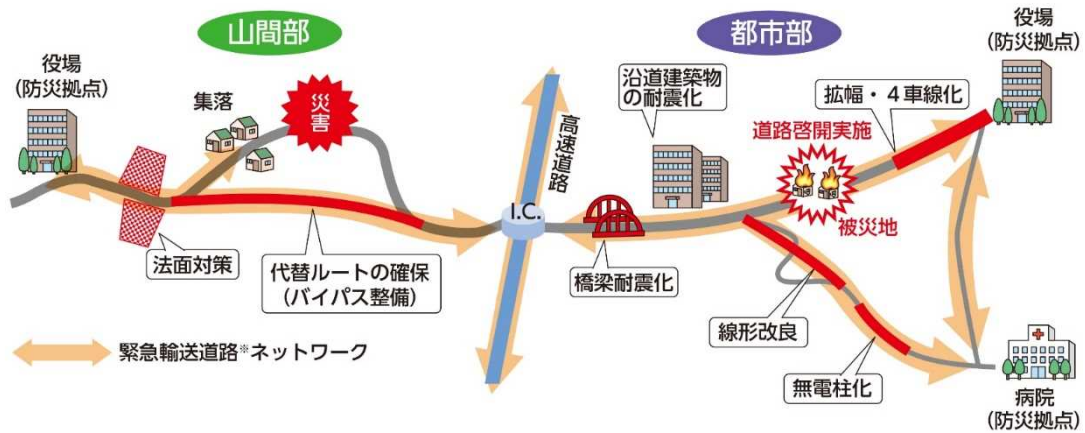 山間部
都市部
役場
(防災拠点)
集落
災害
高速道路
沿道建築物
の耐震化
拡幅・４車線化
役場
(防災拠点)
道路啓開実施
被災地
I.C.
法面対策
代替ルートの確保
(バイパス整備)
橋梁耐震化
線形改良
無電柱化
緊急輸送道路※ネットワーク
病院
(防災拠点)